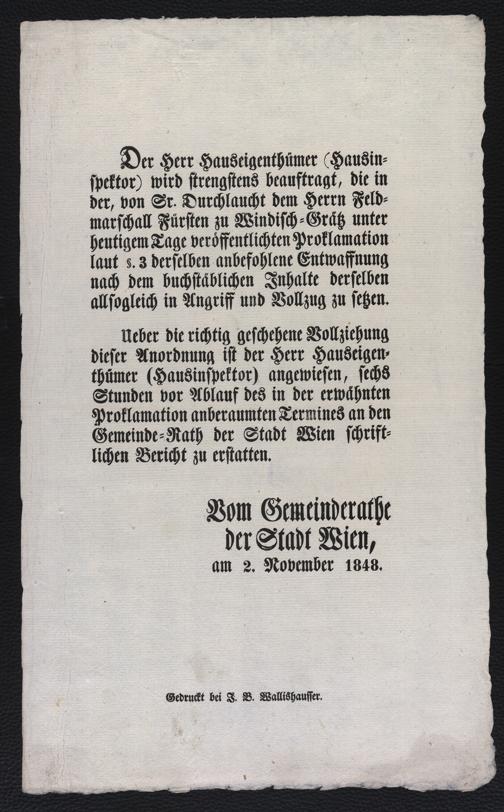 Der Herr Hauseigenthümer (Hausin-
spektor) wird strengstens beauftragt, die in
der, von Sr. Durchlaucht dem Herrn Feld-
marschall Fürsten zu Windisch-Grätz unter
heutigem Tage veröffentlichten Proklamation
laut §. 3 derselben anbefohlene Entwaffnung
nach dem buchstäblichen Inhalte derselben
allsogleich in Angriff und Vollzug zu setzen.
Ueber die richtig geschehene Vollziehung
dieser Anordnung ist der Herr Hauseigen-
thümer (Hausinspektor) angewiesen, sechs
Stunden vor Ablauf des in der erwähnten
Proklamation anberaumten Termines an den
Gemeinde-Rath der Stadt Wien schrift-
lichen Bericht zu erstatten.
Vom Gemeinderathe
der Stadt Wien,
am 2. November 1848.
Gedruckt bei J. B. Wallishausser.